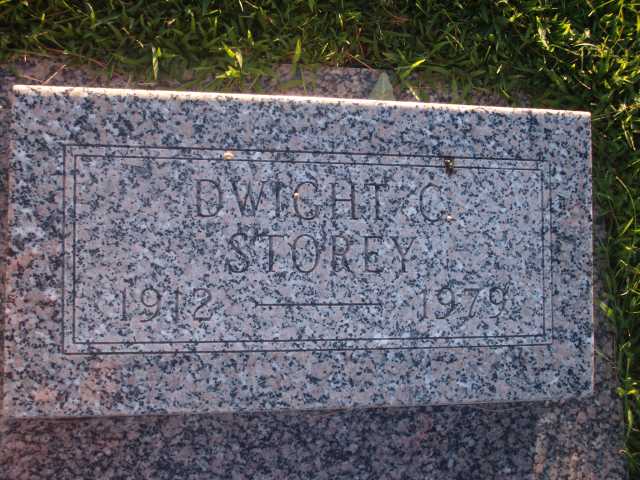 DWIGHT C.
STOREY
1912 — 1979